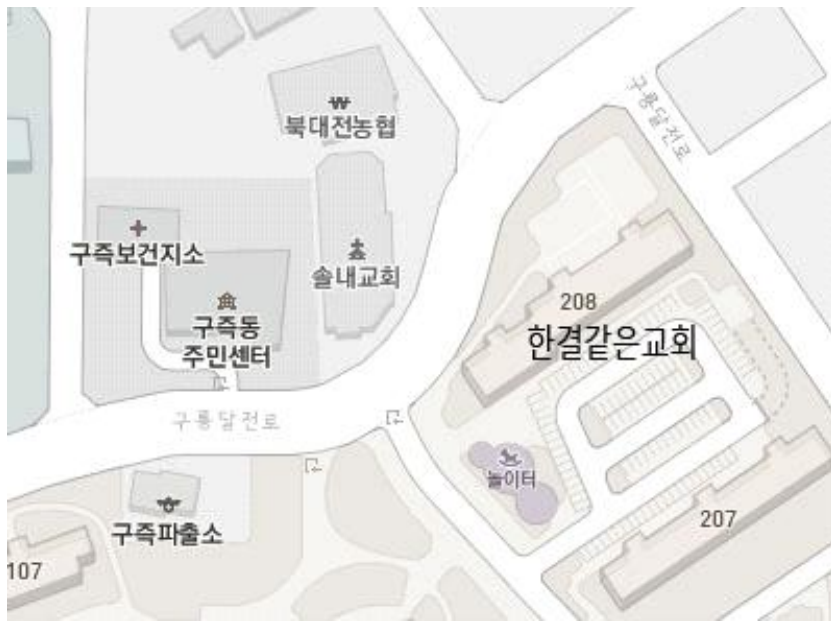 ₩
북대전농협
구룡달전로
구즉보건지소
솔내교회
구즉동
주민센터
208
한결같은교회
구룡달전로
놀이터
207
구즉파출소
107